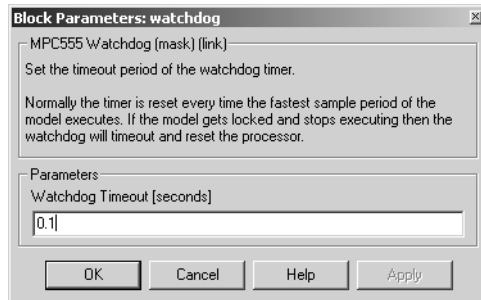 Block Parameters: watchdog
MPC555 Watchdog (mask) (link)
Set the timeout period of the watchdog timer.
Normally the timer is reset every time the fastest sample period of the
model executes. If the model gets locked and stops executing then the
watchdog will timeout and reset the processor.
Parameters
Watchdog Timeout [seconds]
0.1
OK Cancel Help Apply